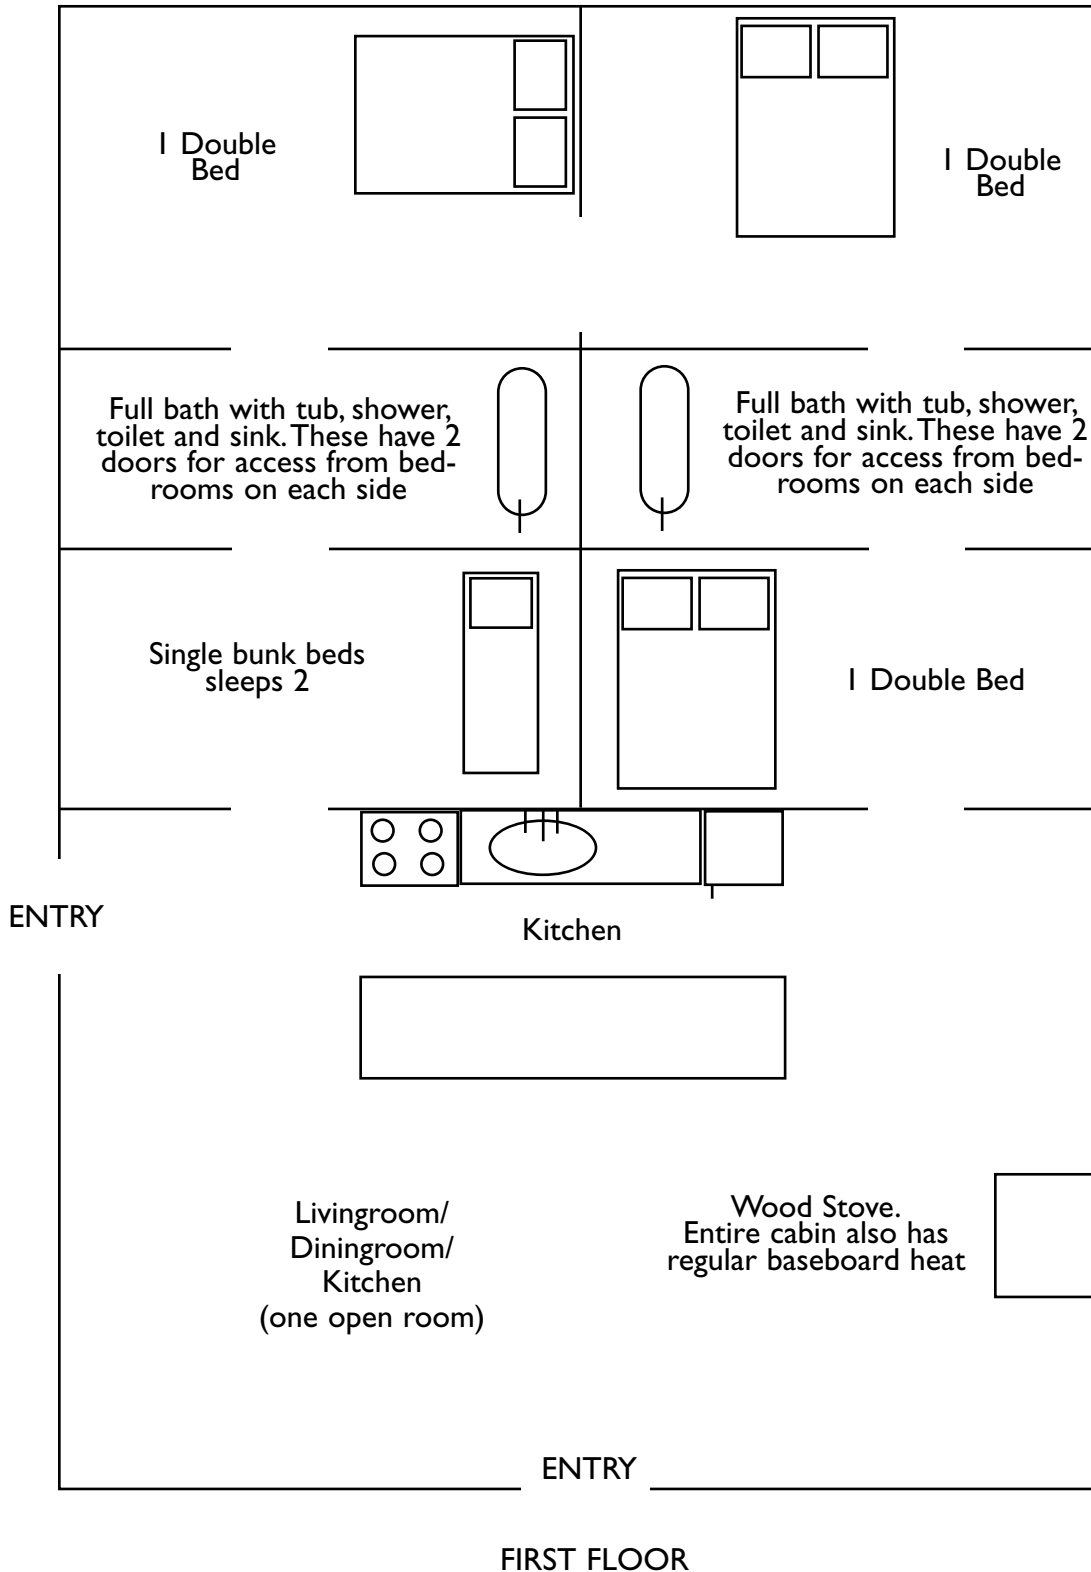 1 Double
Bed
1 Double
Bed
Full bath with tub, shower,
toilet and sink. These have 2
doors for access from bed-
rooms on each side
Full bath with tub, shower,
toilet and sink. These have 2
doors for access from bed-
rooms on each side
Single bunk beds
sleeps 2
1 Double Bed
ENTRY
Kitchen
Livingroom/
Diningroom/
Kitchen
(one open room)
Wood Stove.
Entire cabin also has
regular baseboard heat
ENTRY
FIRST FLOOR